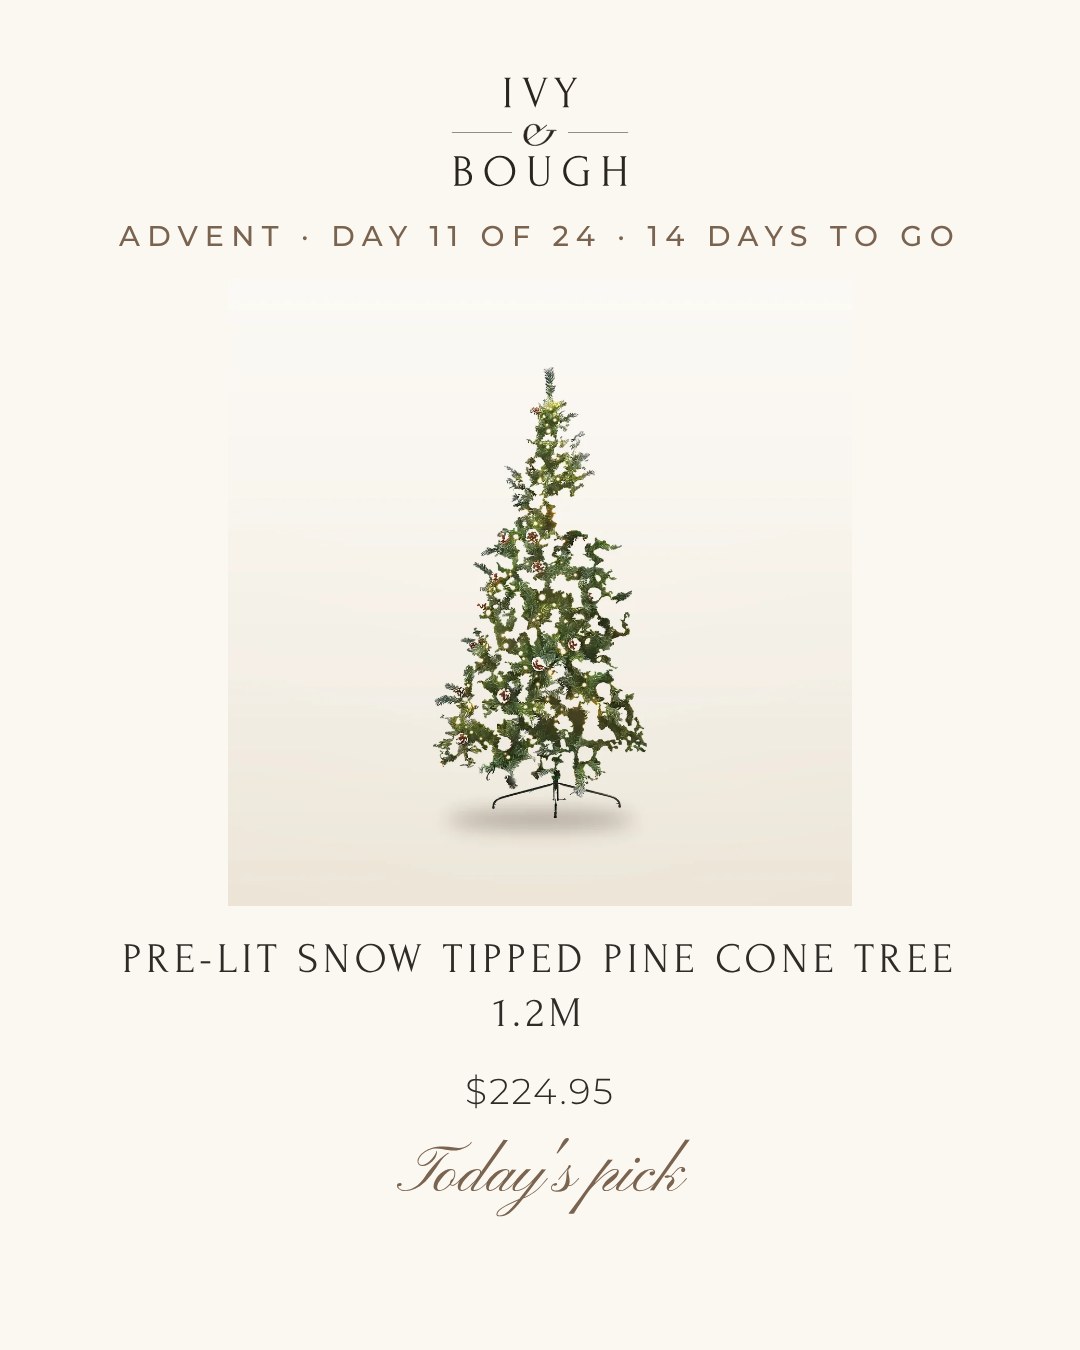 IVY
&
BOUGH
ADVENT · DAY 11 OF 24 · 14 DAYS TO GO
PRE-LIT SNOW TIPPED PINE CONE TREE
1.2M
$224.95
Today's pick